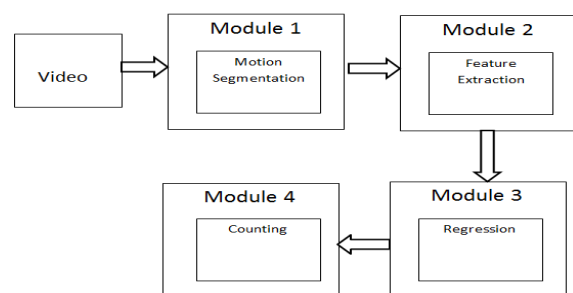 Video
Module 1
Motion
Segmentation
Module 2
Feature
Extraction
Module 3
Regression
Module 4
Counting